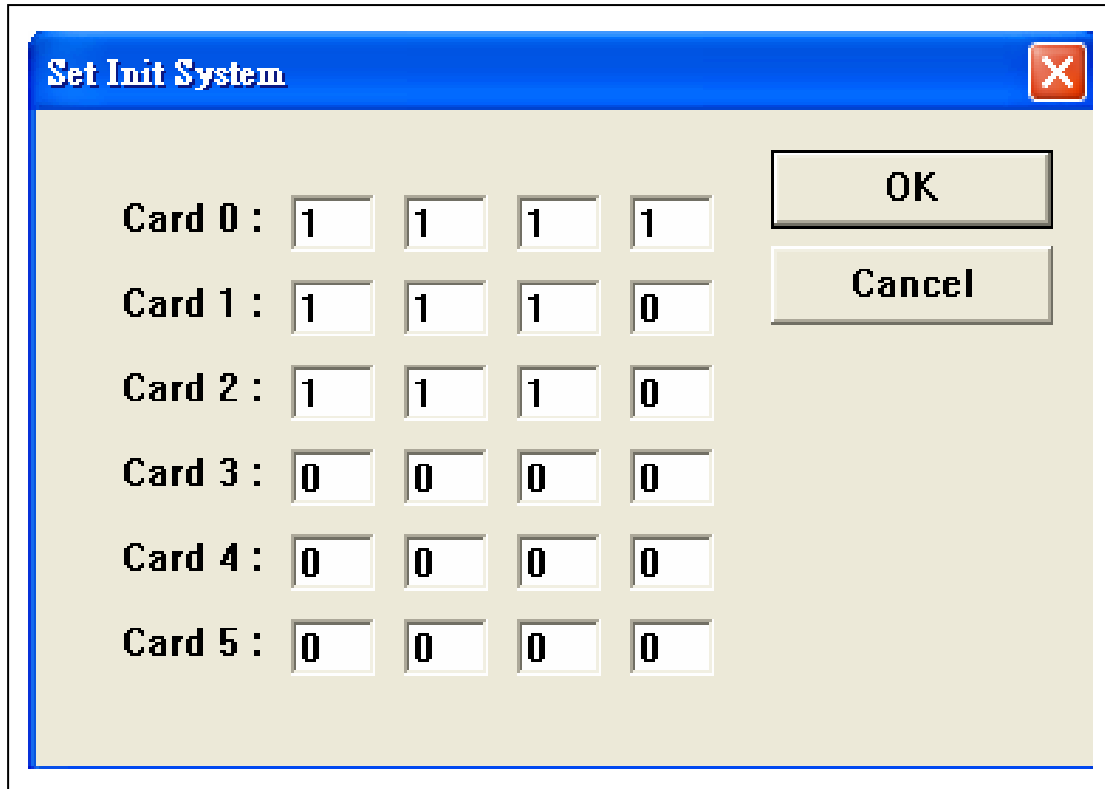 Set Init System
OK
Card 0 : 1 1 1 1
Cancel
Card 1 : 1 1 1 0
Card 2 : 1 1 1 0
Card 3 : 0 0 0 0
Card 4 : 0 0 0 0
Card 5 : 0 0 0 0